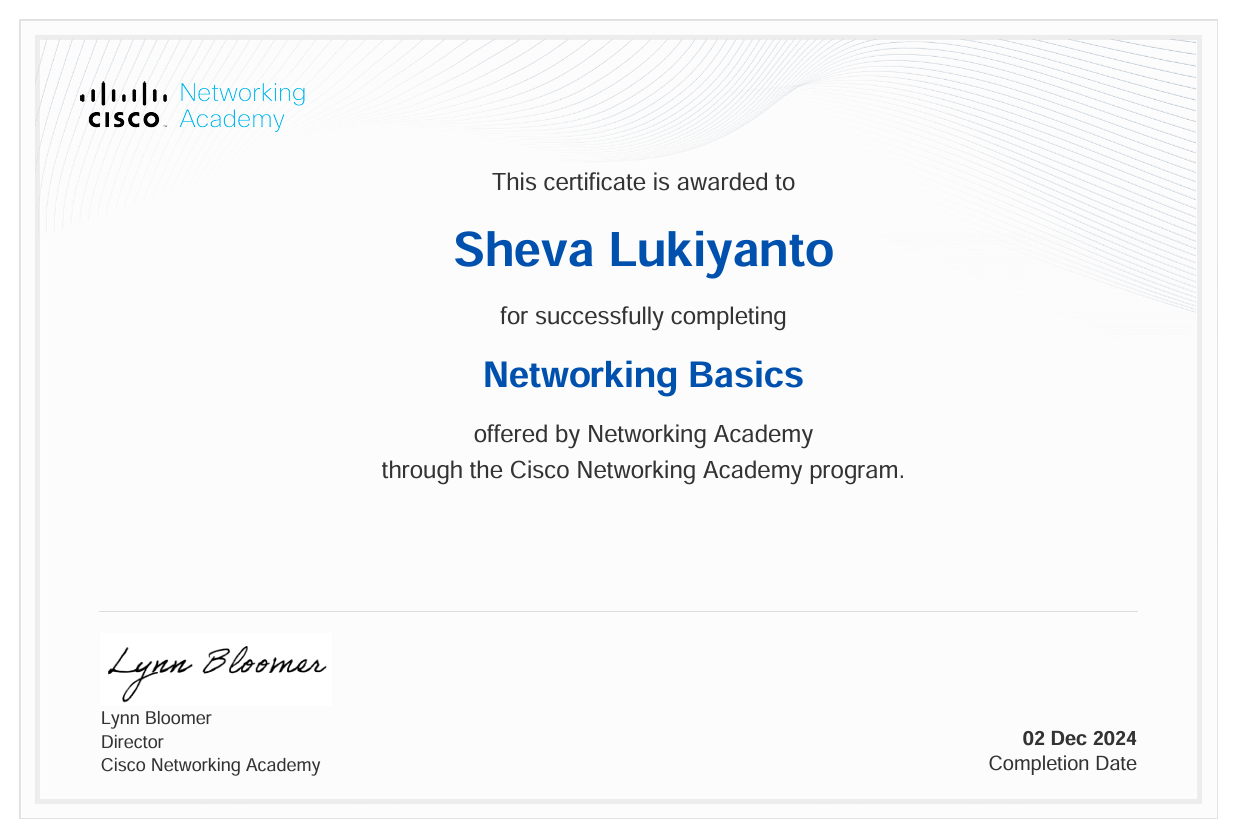 Networking
CISCO Academy
This certificate is awarded to
Sheva Lukiyanto
for successfully completing
Networking Basics
offered by Networking Academy
through the Cisco Networking Academy program.
Lynn Bloomer
Lynn Bloomer
Director
Cisco Networking Academy
02 Dec 2024
Completion Date